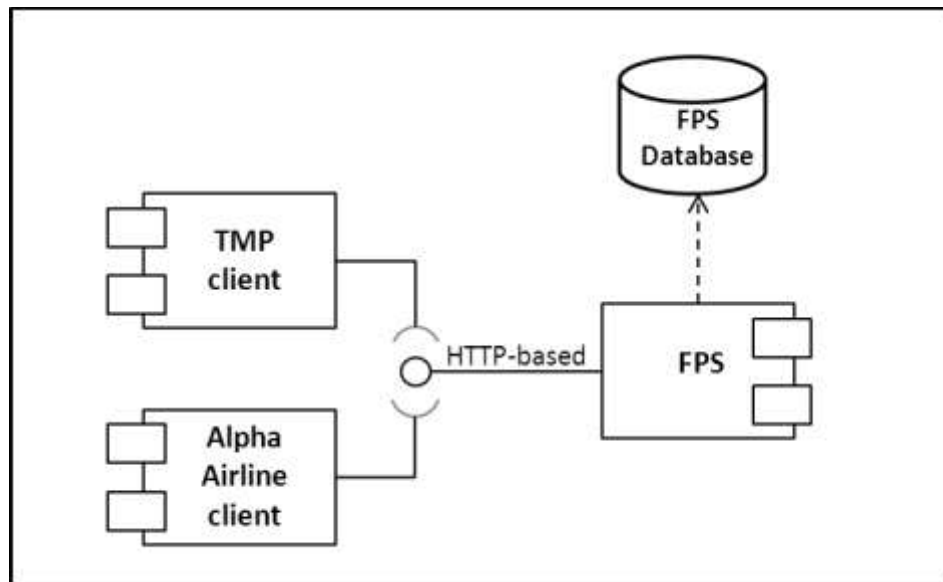 FPS
Database
TMP
client
HTTP-based
FPS
Alpha
Airline
client